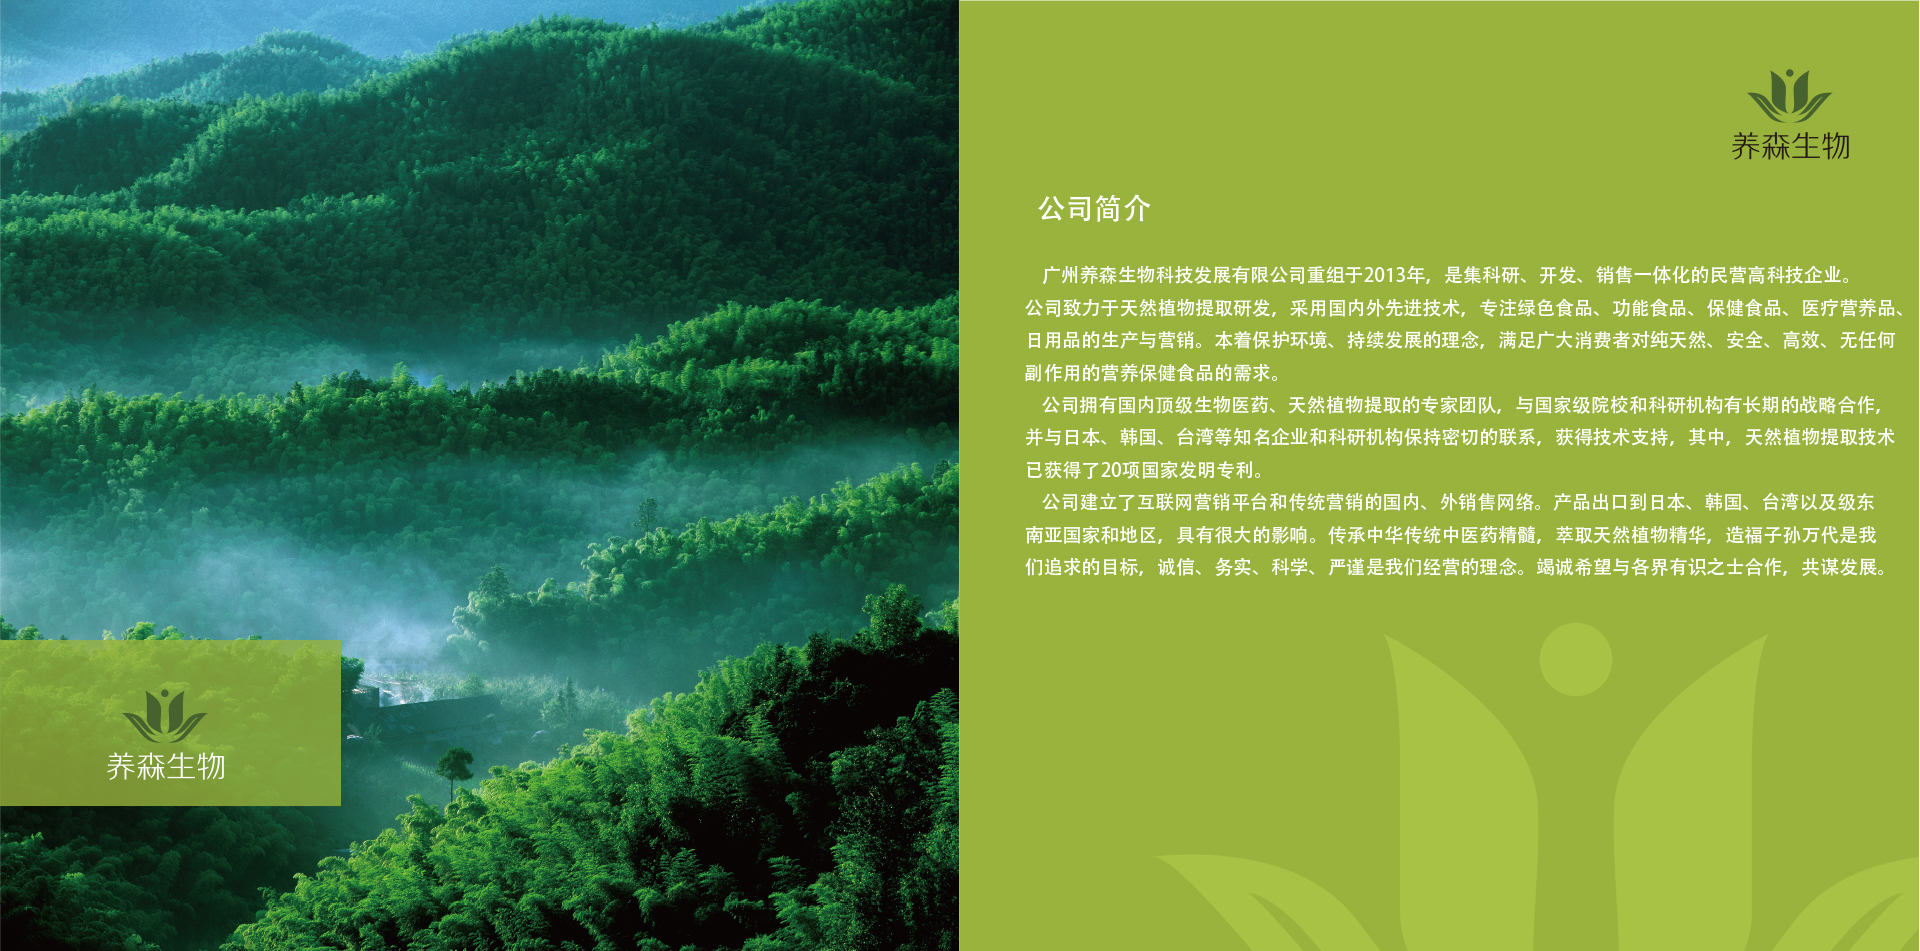 养森生物
养森生物
公司简介
广州养森生物科技发展有限公司重组于2013年，是集科研、开发、销售一体化的民营高科技企业。
公司致力于天然植物提取研发，采用国内外先进技术，专注绿色食品、功能食品、保健食品、医疗营养品、
日用品的生产与营销。本着保护环境、持续发展的理念，满足广大消费者对纯天然、安全、高效、无任何
副作用的营养保健食品的需求。
公司拥有国内顶级生物医药、天然植物提取的专家团队，与国家级院校和科研机构有长期的战略合作，
并与日本、韩国、台湾等知名企业和科研机构保持密切的联系，获得技术支持，其中，天然植物提取技术
已获得了20项国家发明专利。
公司建立了互联网营销平台和传统营销的国内、外销售网络。产品出口到日本、韩国、台湾以及级东
南亚国家和地区，具有很大的影响。传承中华传统中医药精髓，萃取天然植物精华，造福子孙万代是我
们追求的目标，诚信、务实、科学、严谨是我们经营的理念。竭诚希望与各界有识之士合作，共谋发展。